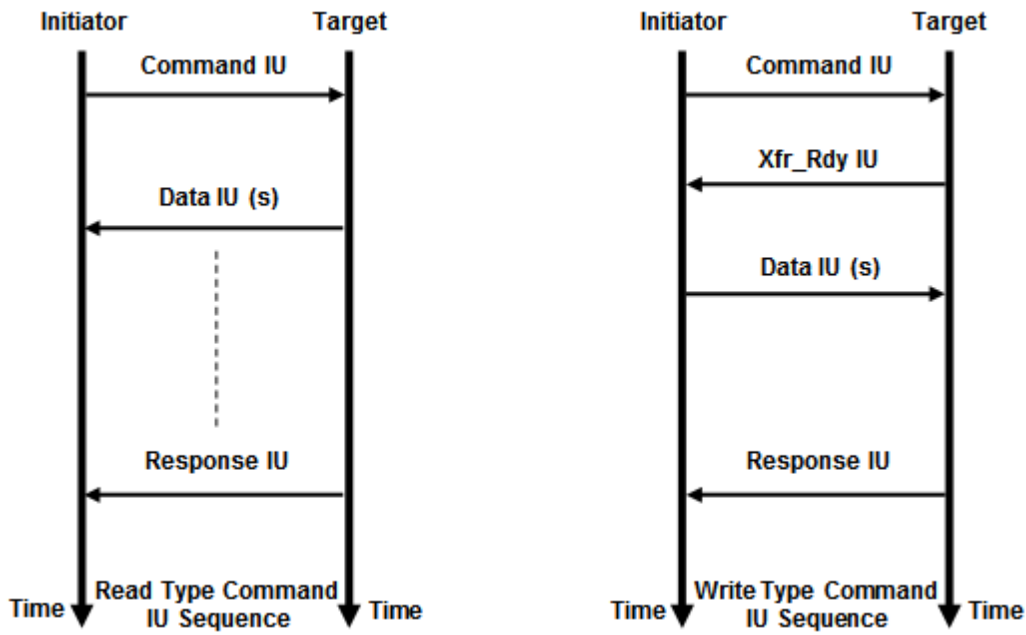 Initiator
Target
Command IU
Data IU (s)
Response IU
Time
Read Type Command
IU Sequence
Time
Initiator
Target
Command IU
Xfr_Rdy IU
Data IU (s)
Response IU
Time
Write Type Command
IU Sequence
Time